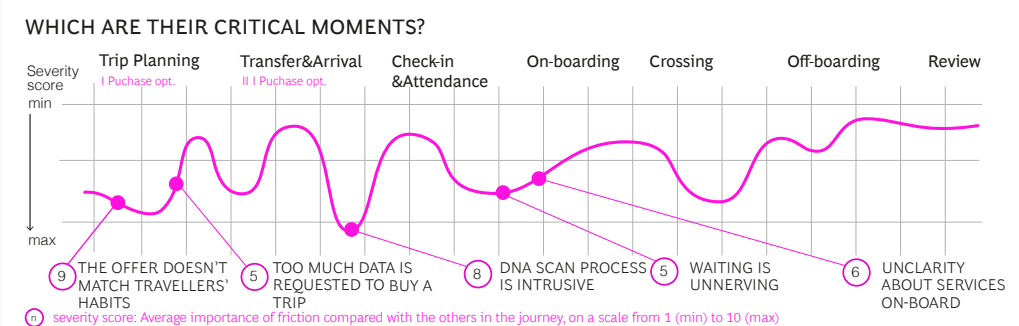 WHICH ARE THEIR CRITICAL MOMENTS?
Trip Planning
I Puchase opt.
Transfer&Arrival
II I Puchase opt.
Check-in
&Attendance
On-boarding
Crossing
Off-boarding
Review
Severity
score
min
max
9
THE OFFER DOESN'T
MATCH TRAVELLERS'
HABITS
5
TOO MUCH DATA IS
REQUESTED TO BUY A
TRIP
8
DNA SCAN PROCESS
IS INTRUSIVE
5
WAITING IS
UNNERVING
6
UNCLARITY
ABOUT SERVICES
ON-BOARD
n severity score: Average importance of friction compared with the others in the journey, on a scale from 1 (min) to 10 (max)